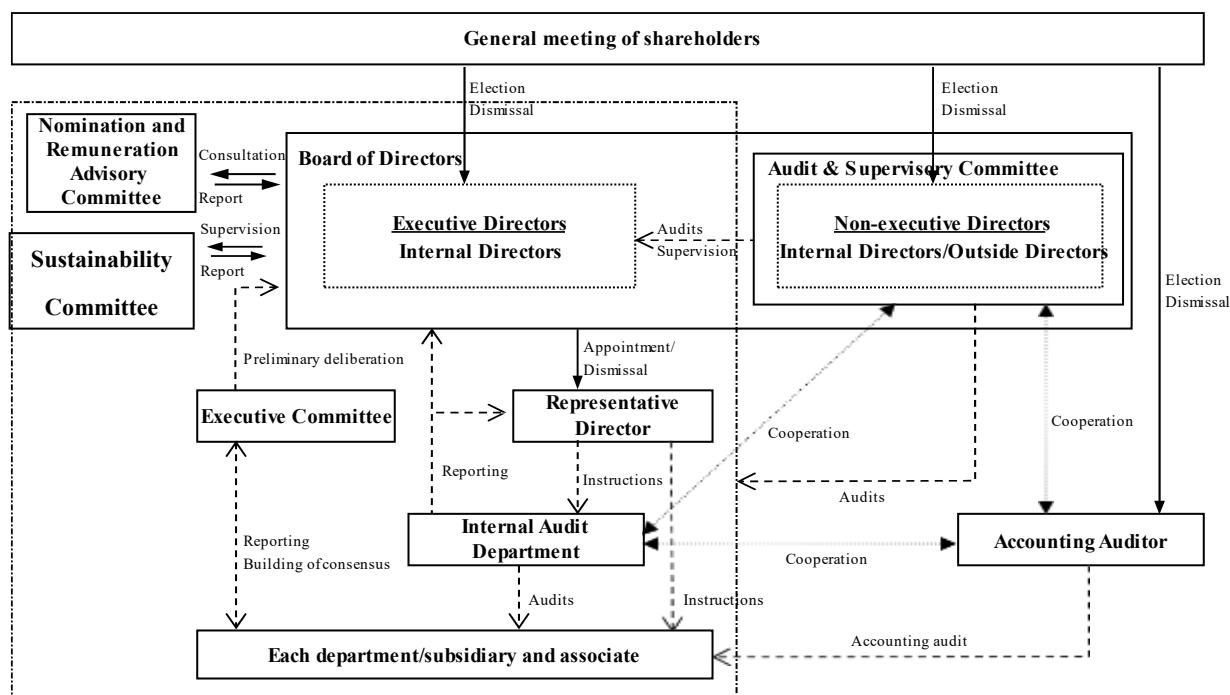 General meeting of shareholders
Election
Dismissal
Election
Dismissal
Nomination and
Remuneration
Advisory
Committee
Consultation
Report
Board of Directors
Audit & Supervisory Committee
Executive Directors
Internal Directors
Audits
Supervision
Non-executive Directors
Internal Directors/Outside Directors
Sustainability
Committee
Supervision
Report
Election
Dismissal
Preliminary deliberation
Appointment/
Dismissal
Executive Committee
Representative
Director
Cooperation
Cooperation
Reporting
Instructions
Audits
Internal Audit
Department
Accounting Auditor
Reporting
Building of consensus
Cooperation
Audits
Instructions
Accounting audit
Each department/subsidiary and associate